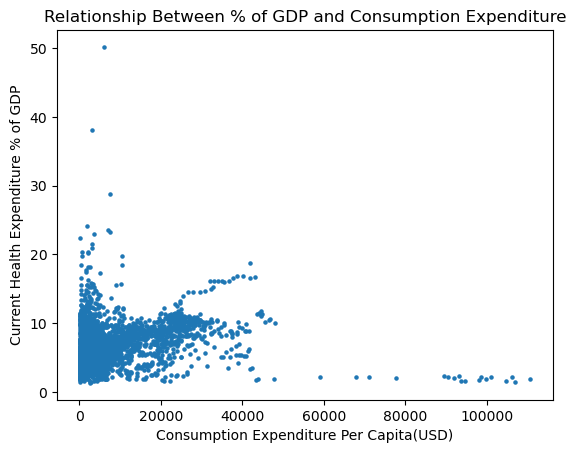 Relationship Between % of GDP and Consumption Expenditure
50
40
30
20
10
0
Current Health Expenditure % of GDP
0 20000 40000 60000 80000 100000
Consumption Expenditure Per Capita(USD)